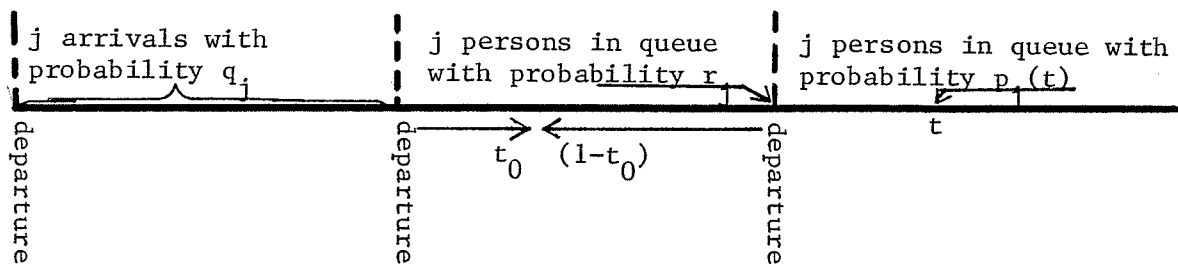 j arrivals with
probability q_j
j persons in queue
with probability r_j
j persons in queue with
probability p_j(t)
t_0 (1-t_0)
t
departure
departure
departure